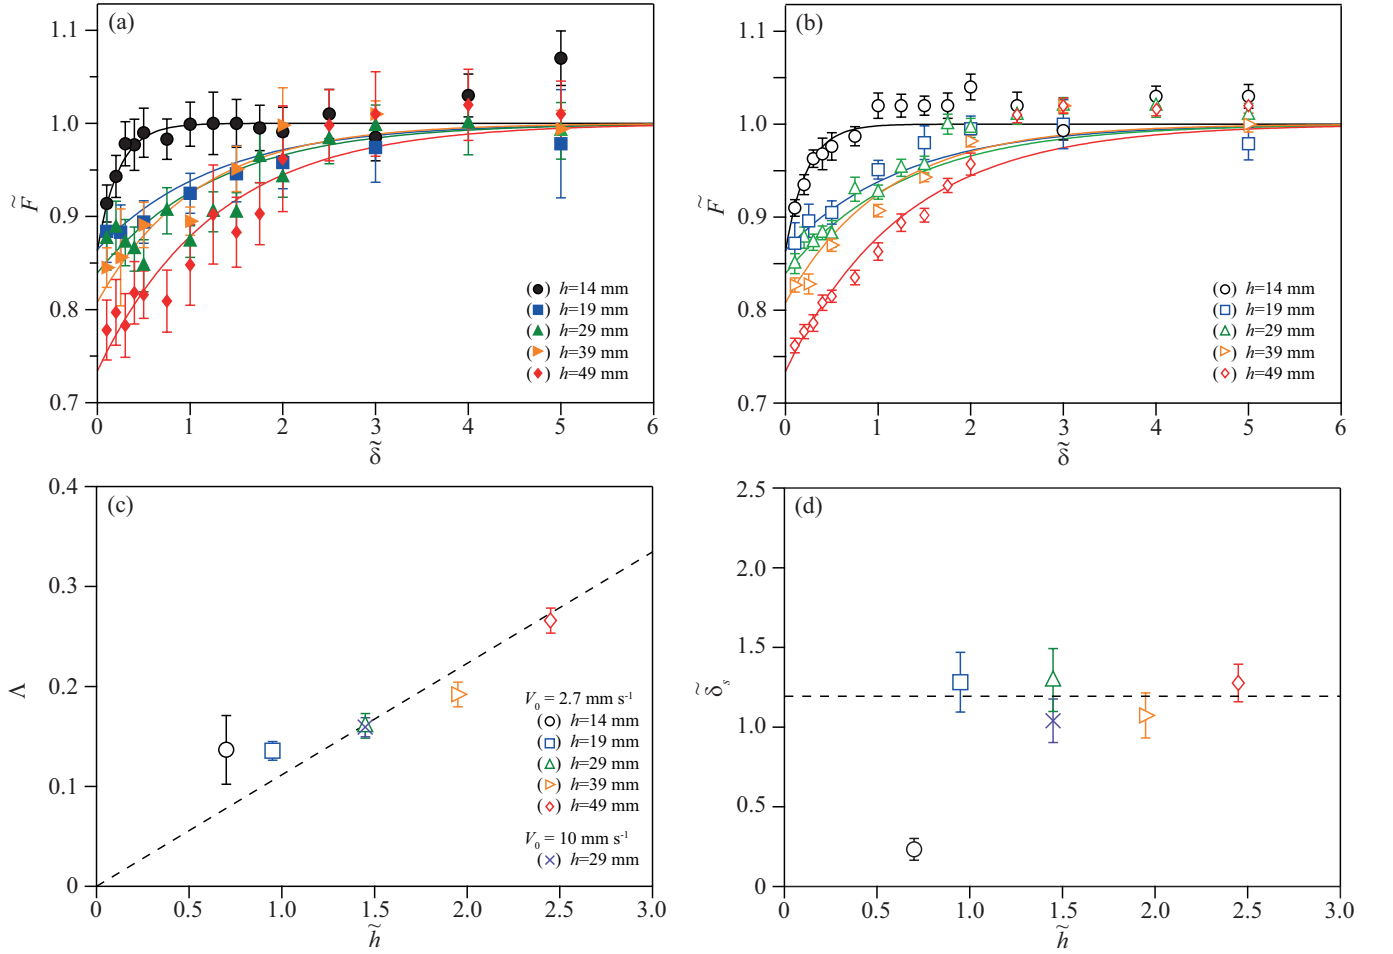 (a)
1.1
1.0
0.9
0.8
0.7
F̃
0 1 2 3 4 5 6
δ̃
(●) h=14 mm
(■) h=19 mm
(▲) h=29 mm
(►) h=39 mm
(♦) h=49 mm
(b)
1.1
1.0
0.9
0.8
0.7
F̃
0 1 2 3 4 5 6
δ̃
(○) h=14 mm
(□) h=19 mm
(△) h=29 mm
(▷) h=39 mm
(◇) h=49 mm
(c)
0.4
0.3
0.2
0.1
0
Λ
0 0.5 1.0 1.5 2.0 2.5 3.0
h̃
V₀ = 2.7 mm s⁻¹
(○) h=14 mm
(□) h=19 mm
(△) h=29 mm
(▷) h=39 mm
(◇) h=49 mm
V₀ = 10 mm s⁻¹
(×) h=29 mm
(d)
2.5
2.0
1.5
1.0
0.5
0
δ̃ₛ
0 0.5 1.0 1.5 2.0 2.5 3.0
h̃